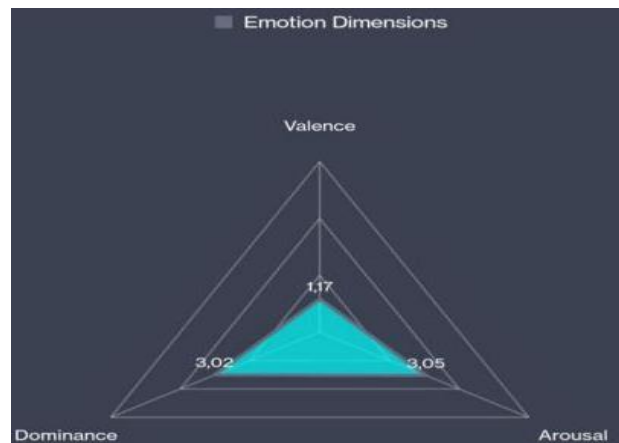 Emotion Dimensions
Valence
1,17
3,02
3,05
Dominance
Arousal